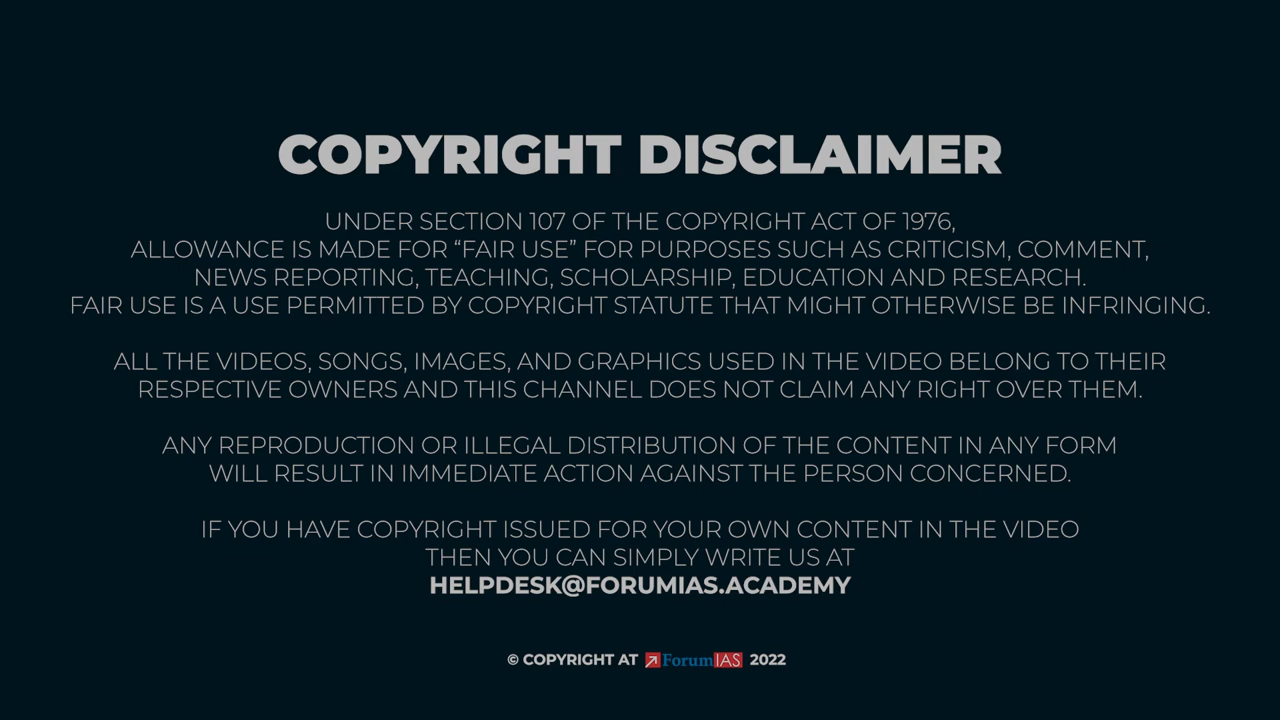 COPYRIGHT DISCLAIMER
UNDER SECTION 107 OF THE COPYRIGHT ACT OF 1976,
ALLOWANCE IS MADE FOR “FAIR USE” FOR PURPOSES SUCH AS CRITICISM, COMMENT,
NEWS REPORTING, TEACHING, SCHOLARSHIP, EDUCATION AND RESEARCH.
FAIR USE IS A USE PERMITTED BY COPYRIGHT STATUTE THAT MIGHT OTHERWISE BE INFRINGING.
ALL THE VIDEOS, SONGS, IMAGES, AND GRAPHICS USED IN THE VIDEO BELONG TO THEIR
RESPECTIVE OWNERS AND THIS CHANNEL DOES NOT CLAIM ANY RIGHT OVER THEM.
ANY REPRODUCTION OR ILLEGAL DISTRIBUTION OF THE CONTENT IN ANY FORM
WILL RESULT IN IMMEDIATE ACTION AGAINST THE PERSON CONCERNED.
IF YOU HAVE COPYRIGHT ISSUED FOR YOUR OWN CONTENT IN THE VIDEO
THEN YOU CAN SIMPLY WRITE US AT
HELPDESK@FORUMIAS.ACADEMY
© COPYRIGHT AT ForumIAS 2022